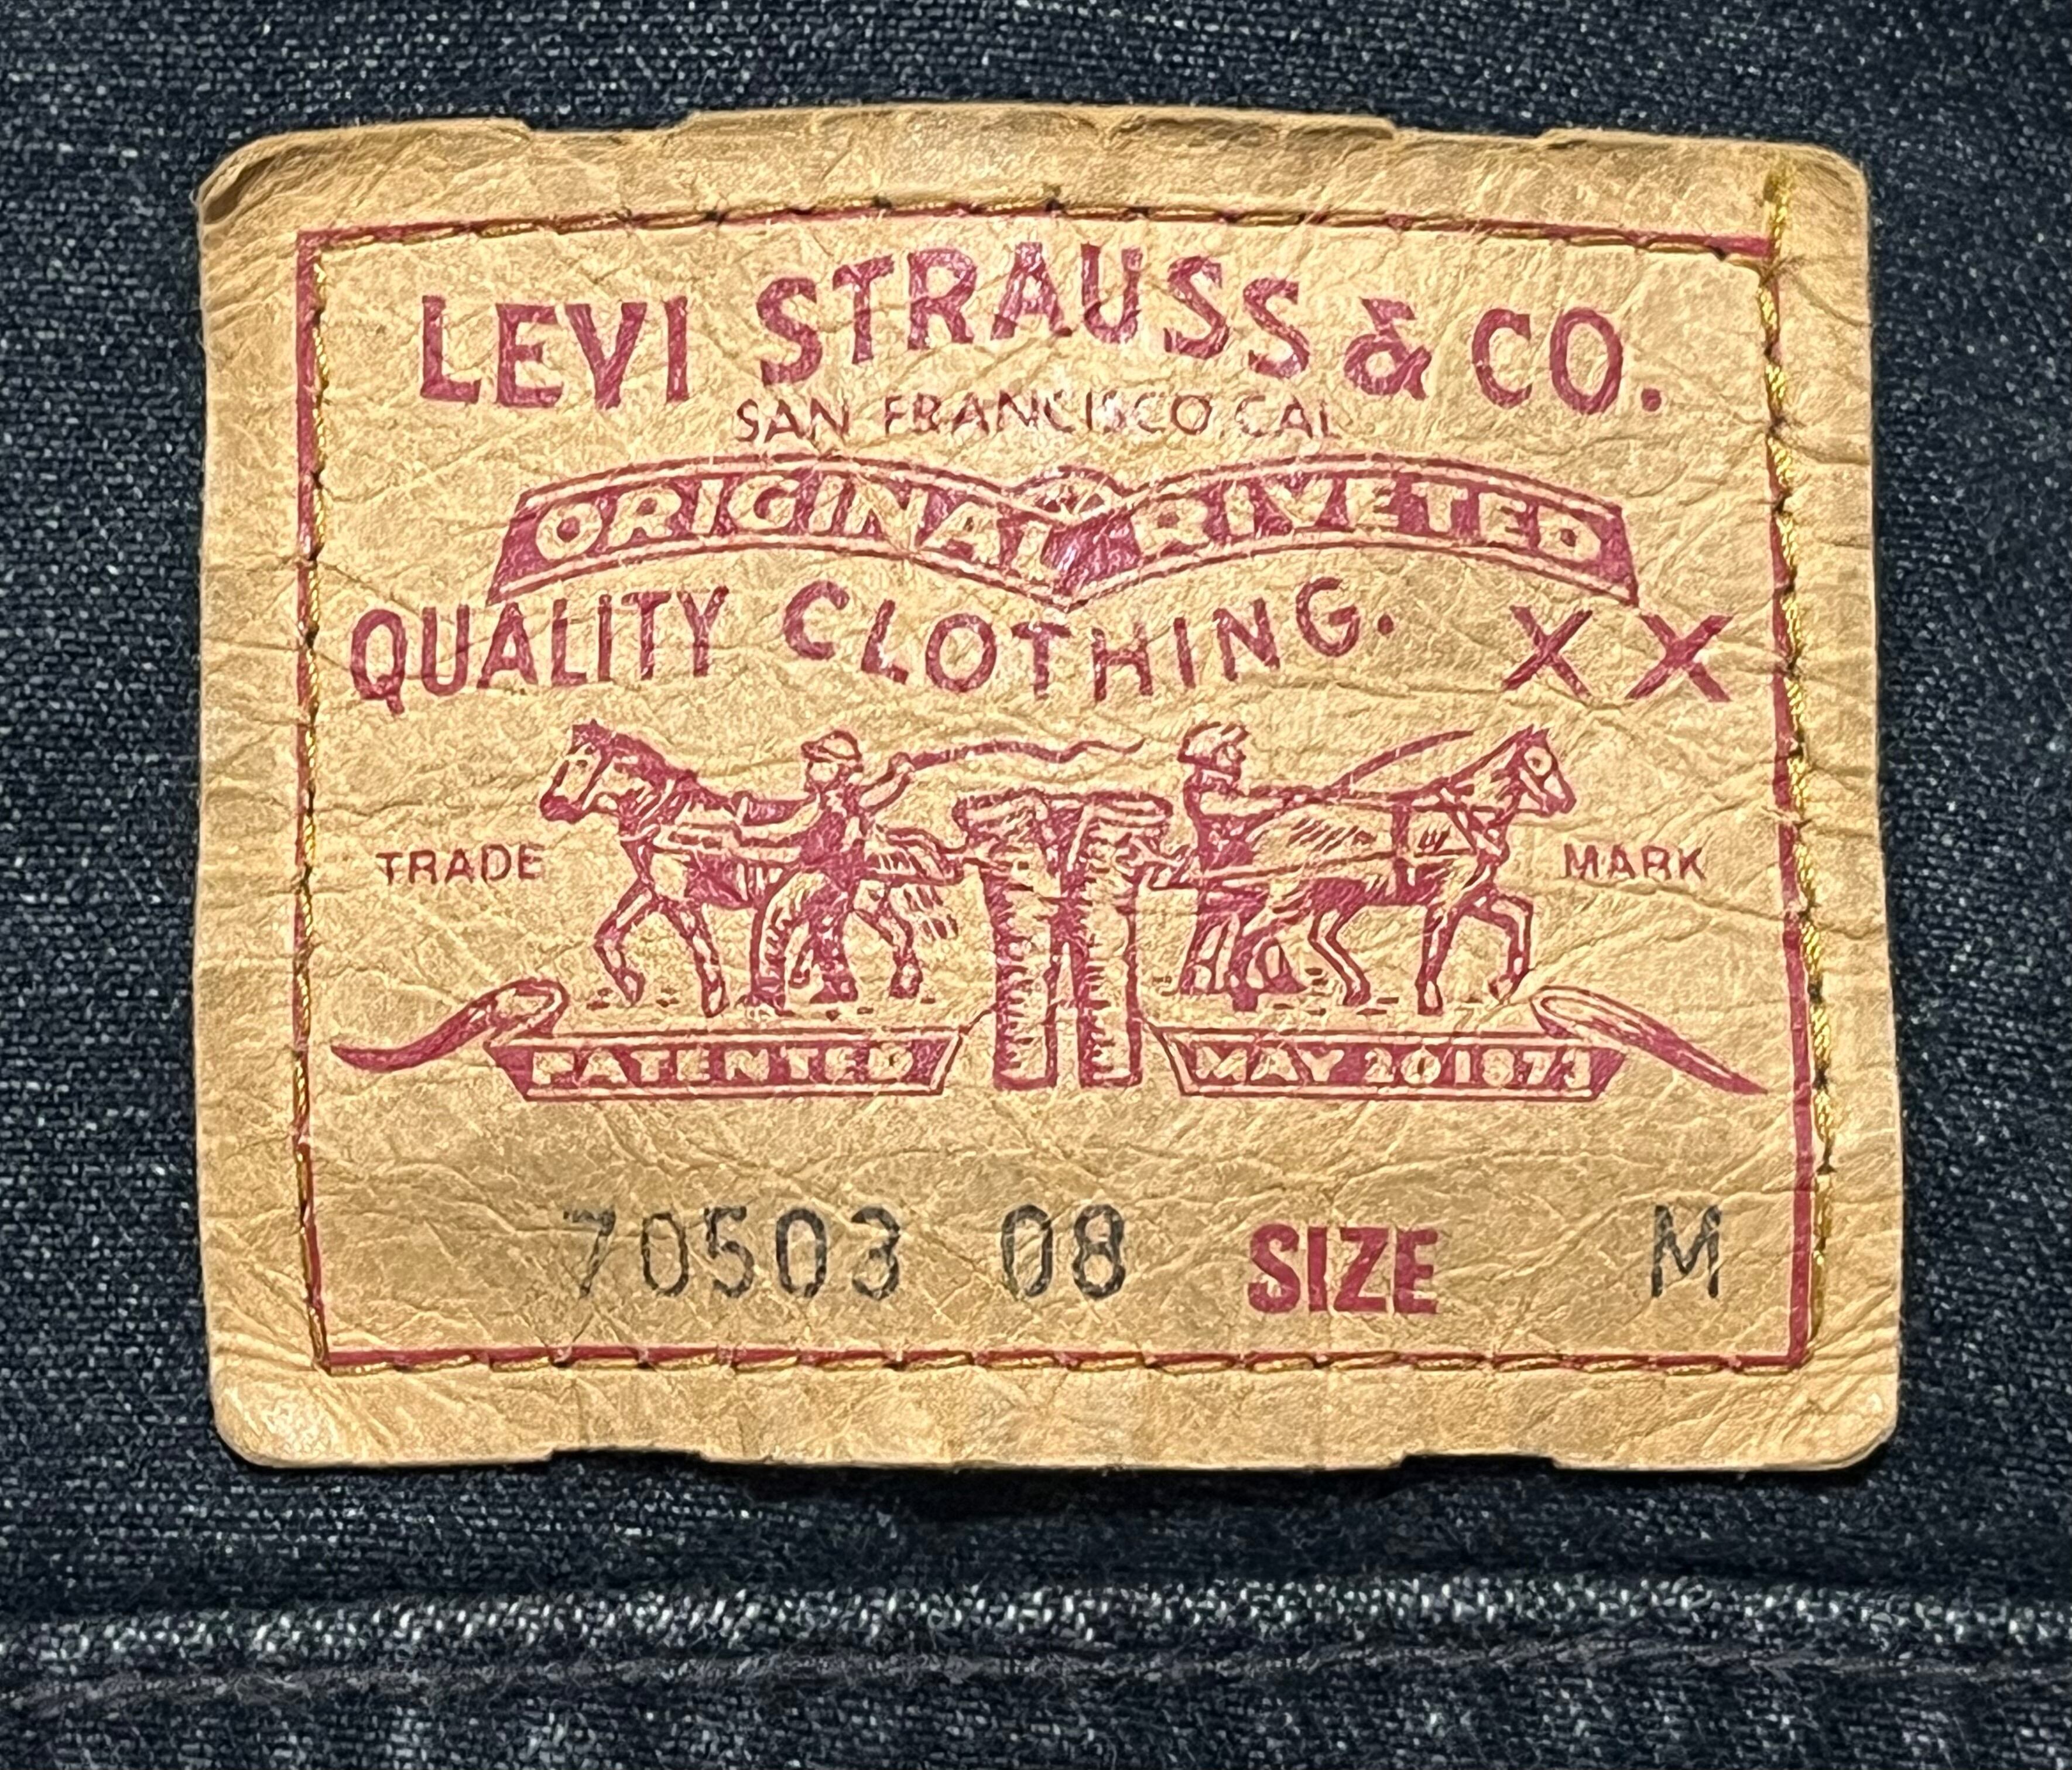 LEVI STRAUSS & CO.
SAN FRANCISCO, CAL
ORIGINAL RIVETED
QUALITY CLOTHING. XX
TRADE MARK
PATENTED MAY 20 1873
70503 08 SIZE M